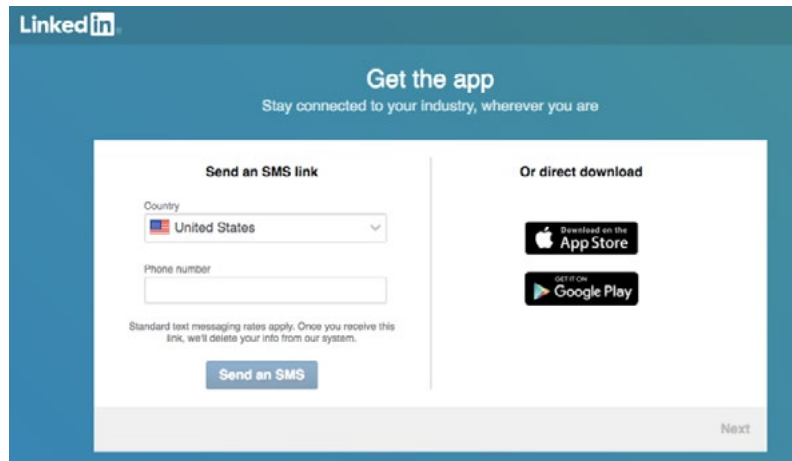 Linked in
Get the app
Stay connected to your industry, wherever you are
Send an SMS link
Country
United States
Phone number
Standard text messaging rates apply. Once you receive this
link, we'll delete your info from our system.
Send an SMS
Or direct download
Download on the
App Store
GET IT ON
Google Play
Next